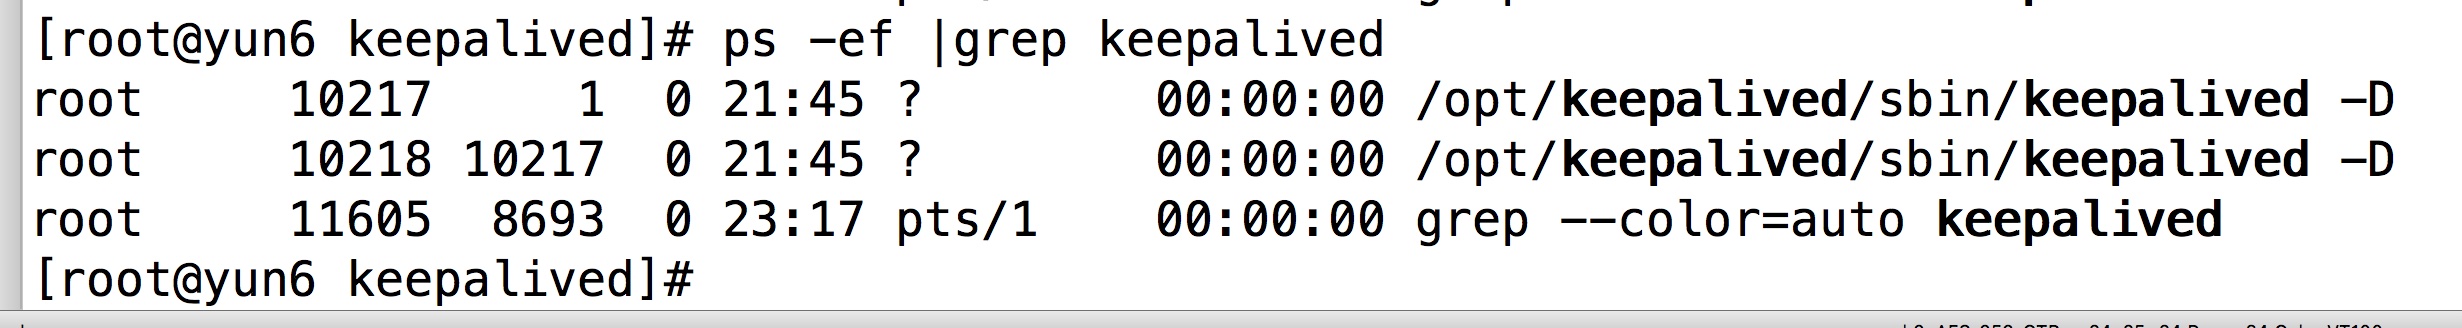 [root@yun6 keepalived]# ps -ef |grep keepalived
root     10217     1  0 21:45 ?        00:00:00 /opt/keepalived/sbin/keepalived -D
root     10218 10217  0 21:45 ?        00:00:00 /opt/keepalived/sbin/keepalived -D
root     11605  8693  0 23:17 pts/1    00:00:00 grep --color=auto keepalived
[root@yun6 keepalived]#